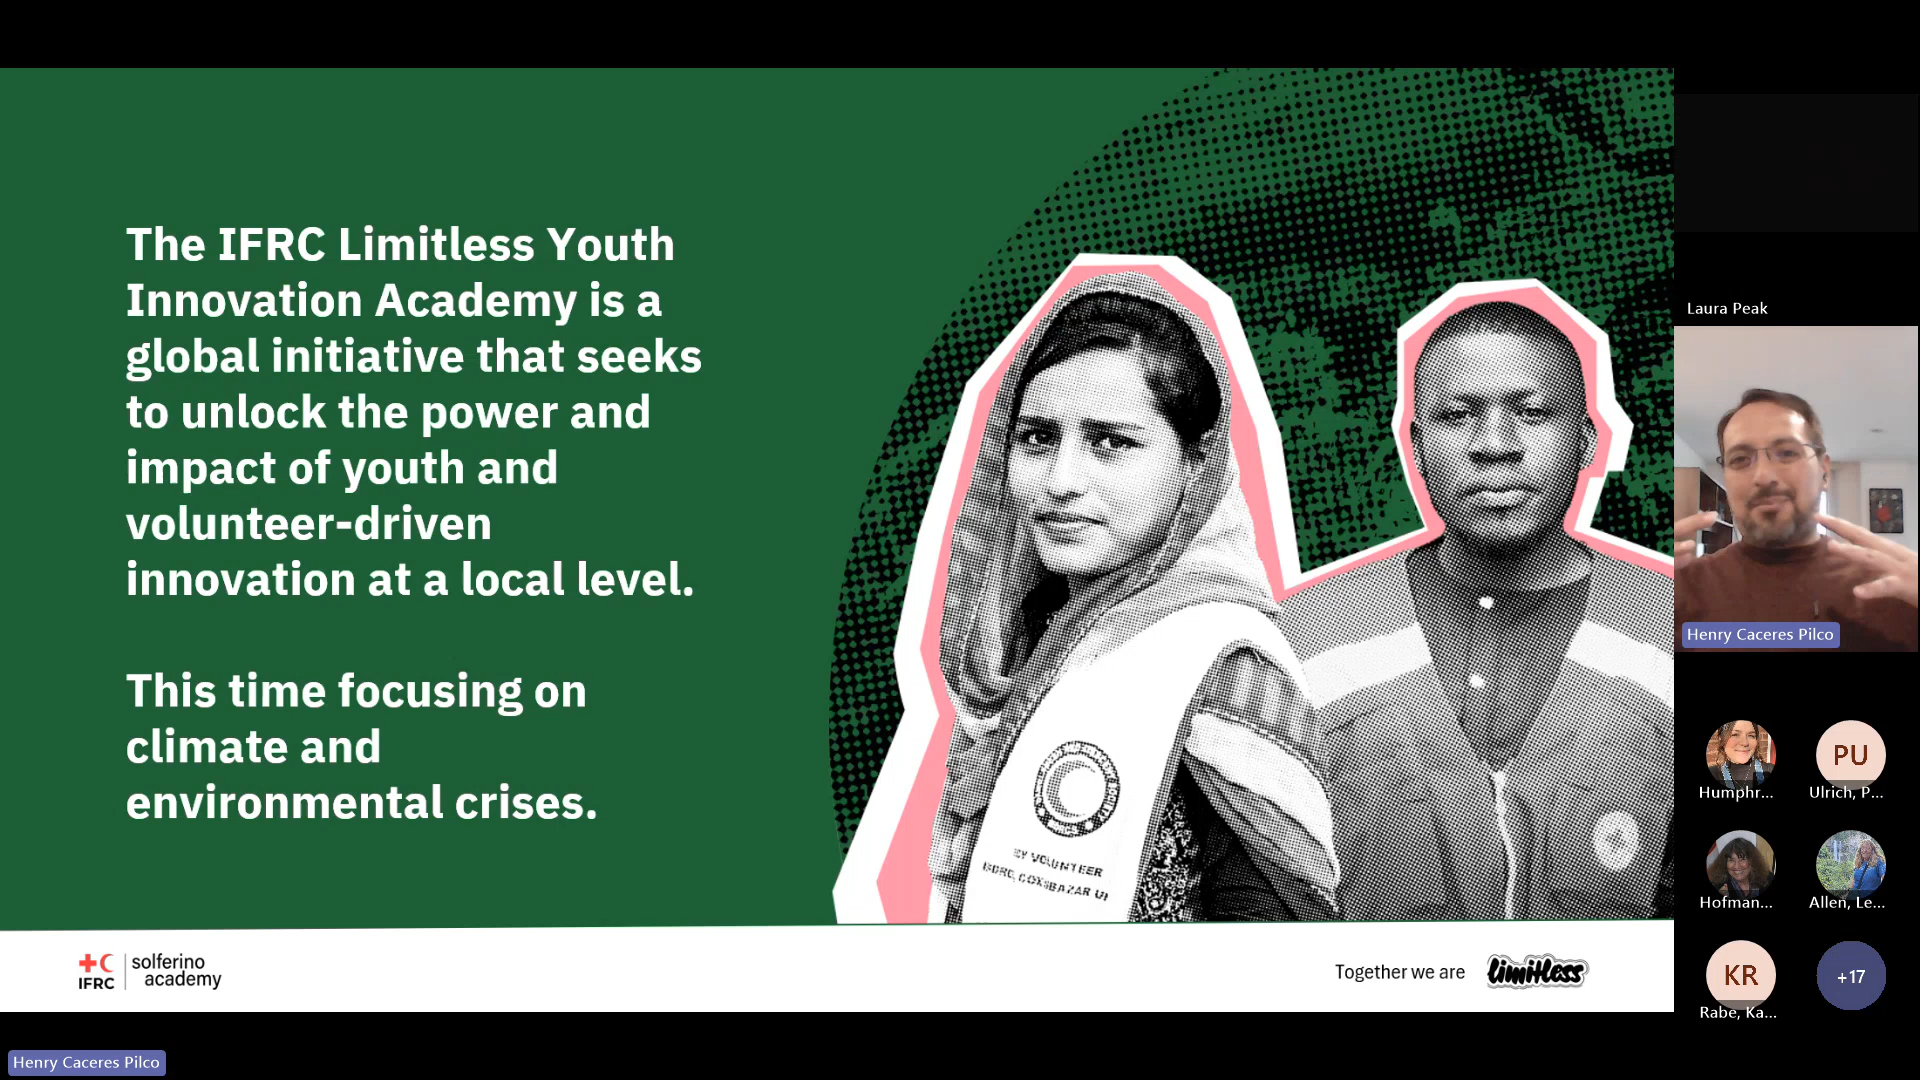 The IFRC Limitless Youth
Innovation Academy is a
global initiative that seeks
to unlock the power and
impact of youth and
volunteer-driven
innovation at a local level.
This time focusing on
climate and
environmental crises.
VOLUNTEER
IFRC
solferino
academy
Together we are
limitless
Laura Peak
Henry Caceres Pilco
Humphr...
PU
Ulrich, P...
Hofman...
Allen, Le...
KR
Rabe, Ka...
+17
Henry Caceres Pilco